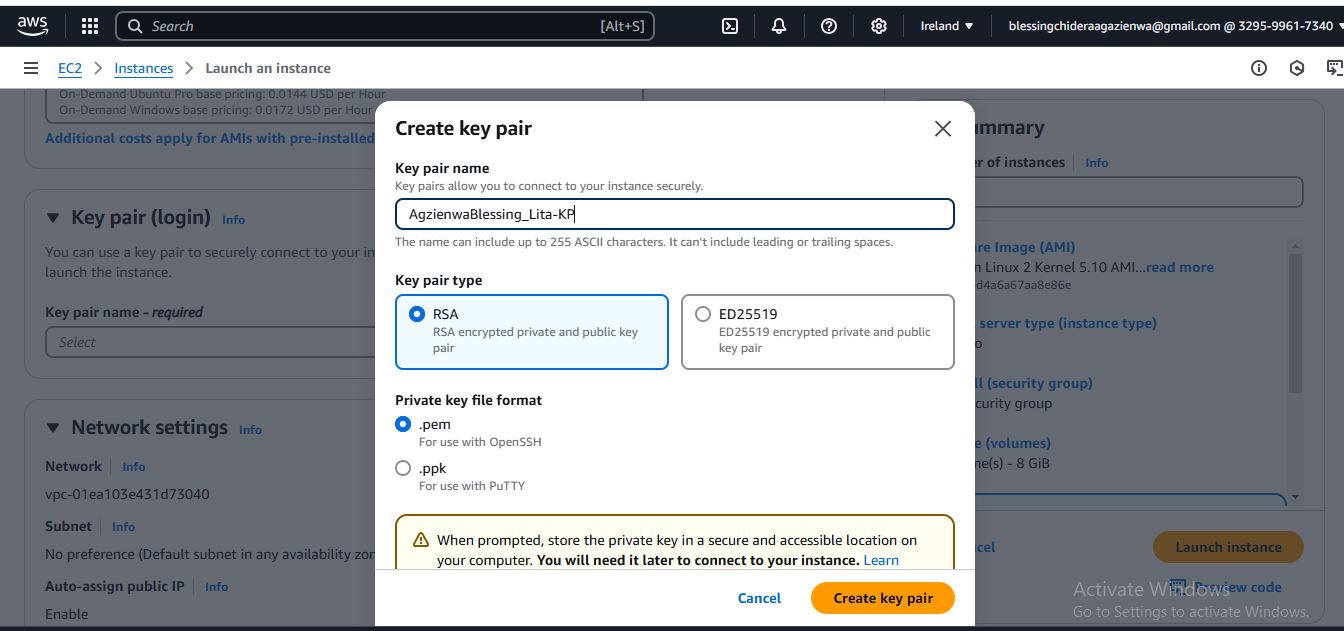 aws
Search [Alt+S]
Ireland
blessingchideraagazienwa@gmail.com @ 3295-9961-7340
EC2 > Instances > Launch an instance
On-Demand Ubuntu Pro base pricing: 0.0144 USD per Hour
On-Demand Windows base pricing: 0.0172 USD per Hour
Additional costs apply for AMIs with pre-installed
Key pair (login) Info
You can use a key pair to securely connect to your in
launch the instance.
Key pair name - required
Select
Network settings Info
Network Info
vpc-01ea103e431d73040
Subnet Info
No preference (Default subnet in any availability zon
Auto-assign public IP Info
Enable
Create key pair
Key pair name
Key pairs allow you to connect to your instance securely.
AgzienwaBlessing_Lita-KP
The name can include up to 255 ASCII characters. It can't include leading or trailing spaces.
Key pair type
RSA
RSA encrypted private and public key
pair
ED25519
ED25519 encrypted private and public
key pair
Private key file format
.pem
For use with OpenSSH
.ppk
For use with PuTTY
When prompted, store the private key in a secure and accessible location on
your computer. You will need it later to connect to your instance. Learn
Cancel
Create key pair
mmary
er of instances Info
re Image (AMI)
n Linux 2 Kernel 5.10 AMI...read more
d4a6a67aa8e86e
server type (instance type)
o
ll (security group)
curity group
e (volumes)
me(s) - 8 GiB
cel
Launch instance
Preview code
Activate Windows
Go to Settings to activate Windows.